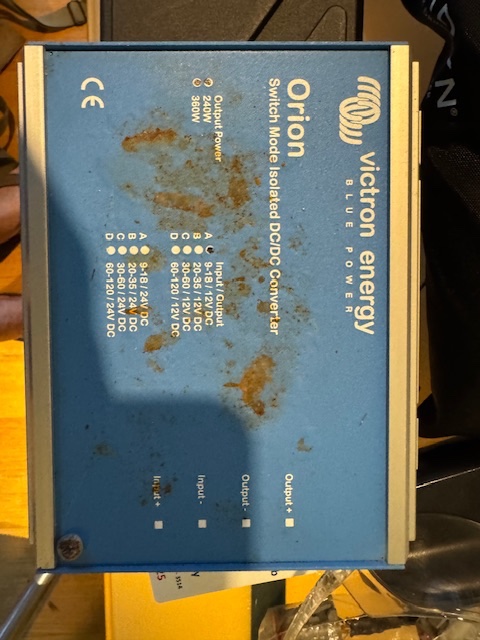 victron energy
BLUE POWER
Orion
Switch Mode Isolated DC/DC Converter
Output Power
240W
360W
Input / Output
A 9-18 / 12V DC
B 20-35 / 12V DC
C 30-60 / 12V DC
D 60-120 / 12V DC
A 9-18 / 24V DC
B 20-35 / 24V DC
C 30-60 / 24V DC
D 60-120 / 24V DC
CE
Output +
Output -
Input -
Input +